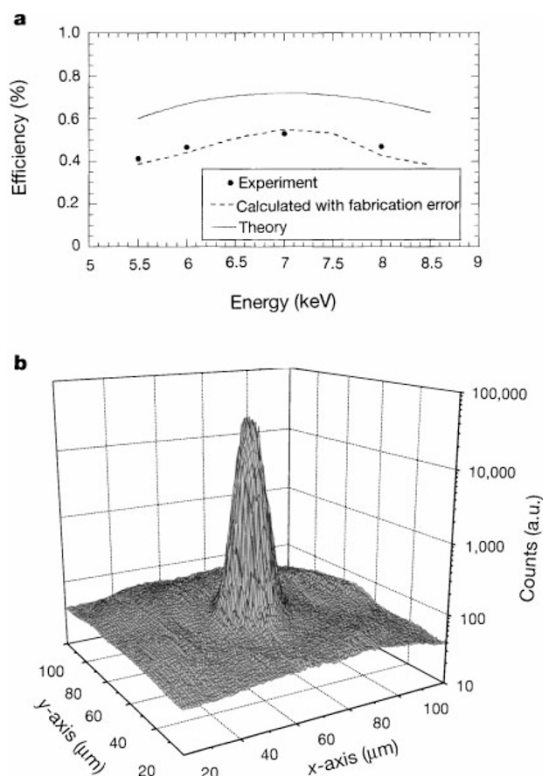 a
1.0
0.8
Efficiency (%)
0.6
0.4
0.2
0
Experiment
Calculated with fabrication error
Theory
5 5.5 6 6.5 7 7.5 8 8.5 9
Energy (keV)
b
100,000
10,000
Counts (a.u.)
1,000
100
10
100
80
60
40
20
y-axis (μm)
20 40 60 80 100
x-axis (μm)